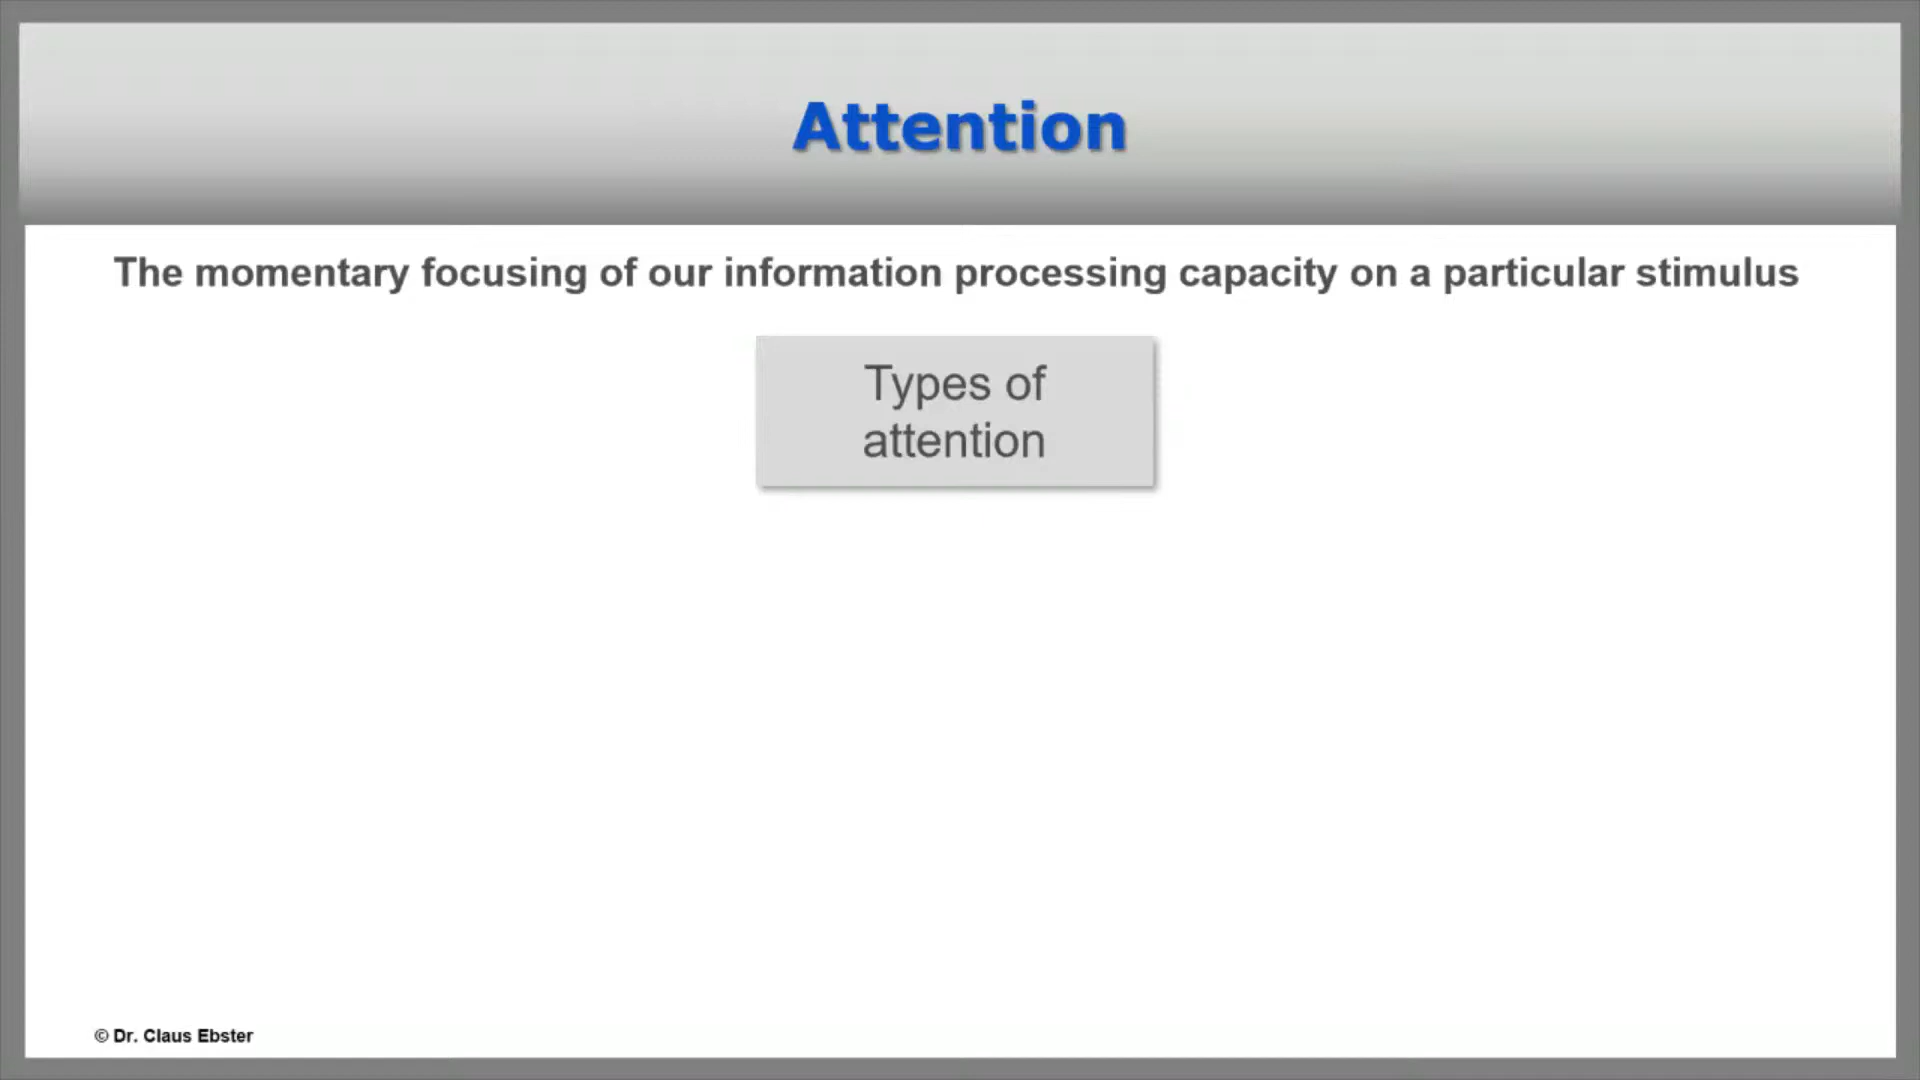 Attention
The momentary focusing of our information processing capacity on a particular stimulus
Types of
attention
© Dr. Claus Ebster